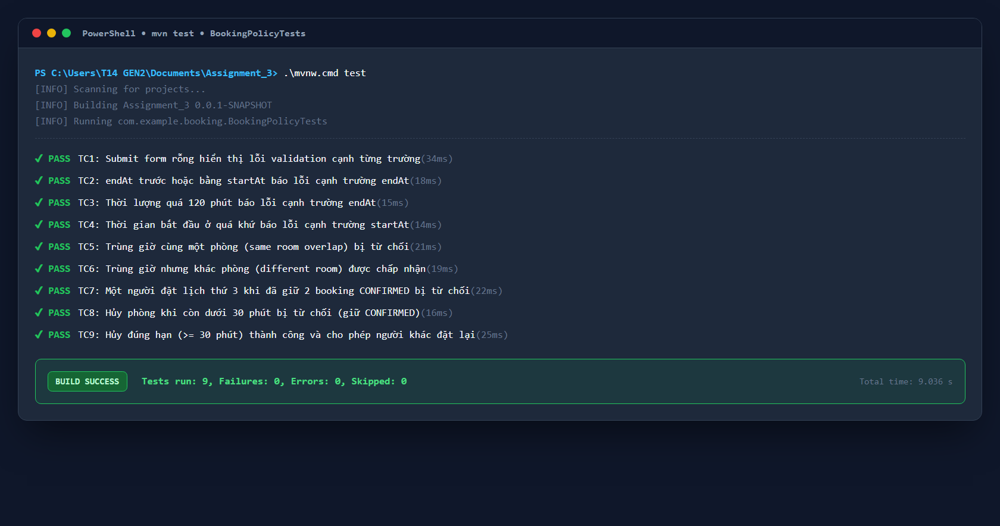 PowerShell • mvn test • BookingPolicyTests
PS C:\Users\T14 GEN2\Documents\Assignment_3> .\mvnw.cmd test
[INFO] Scanning for projects...
[INFO] Building Assignment_3 0.0.1-SNAPSHOT
[INFO] Running com.example.booking.BookingPolicyTests
✔ PASS TC1: Submit form rỗng hiển thị lỗi validation cạnh từng trường(34ms)
✔ PASS TC2: endAt trước hoặc bằng startAt báo lỗi cạnh trường endAt(18ms)
✔ PASS TC3: Thời lượng quá 120 phút báo lỗi cạnh trường endAt(15ms)
✔ PASS TC4: Thời gian bắt đầu ở quá khứ báo lỗi cạnh trường startAt(14ms)
✔ PASS TC5: Trùng giờ cùng một phòng (same room overlap) bị từ chối(21ms)
✔ PASS TC6: Trùng giờ nhưng khác phòng (different room) được chấp nhận(19ms)
✔ PASS TC7: Một người đặt lịch thứ 3 khi đã giữ 2 booking CONFIRMED bị từ chối(22ms)
✔ PASS TC8: Hủy phòng khi còn dưới 30 phút bị từ chối (giữ CONFIRMED)(16ms)
✔ PASS TC9: Hủy đúng hạn (>= 30 phút) thành công và cho phép người khác đặt lại(25ms)
BUILD SUCCESS Tests run: 9, Failures: 0, Errors: 0, Skipped: 0 Total time: 9.036 s